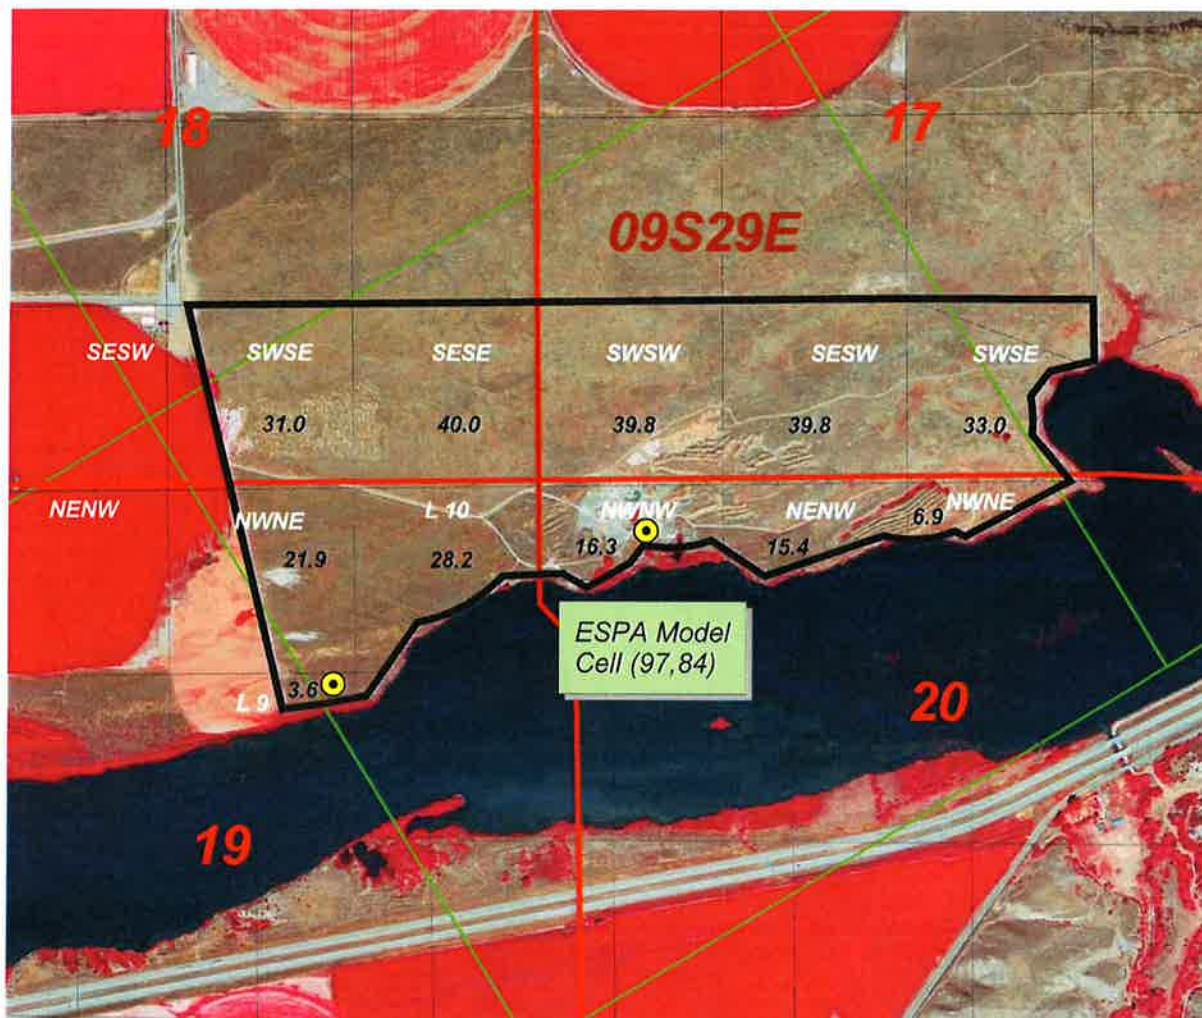 18
17
09S29E
SESW SWSE SESE SWSW SESW SWSE
31.0 40.0 39.8 39.8 33.0
NENW NWNE L 10 NWNW NENW NWNE
21.9 28.2 16.3 15.4 6.9
ESPA Model
Cell (97,84)
L 9 3.6
20
19